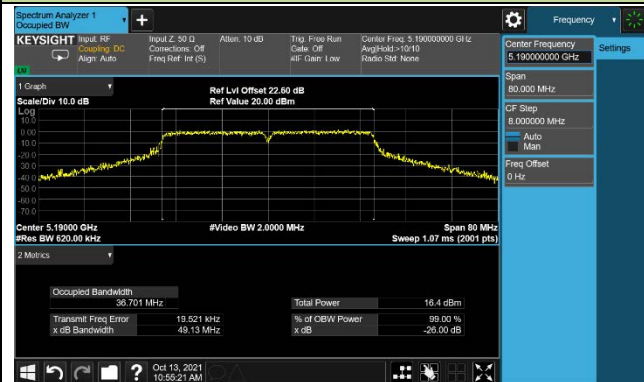 Spectrum Analyzer 1
Occupied BW
Frequency
KEYSIGHT
Input: RF
Coupling: DC
Align: Auto
Input Z: 50 Ω
Corrections: Off
Freq Ref: Int (S)
Atten: 10 dB
Trig: Free Run
Gate: Off
#IF Gain: Low
Center Freq: 5.190000000 GHz
Avg|Hold:>10/10
Radio Std: None
Center Frequency
5.190000000 GHz
Settings
Span
80.000 MHz
CF Step
8.000000 MHz
Auto
Man
Freq Offset
0 Hz
1 Graph
Scale/Div 10.0 dB
Ref Lvl Offset 22.60 dB
Ref Value 20.00 dBm
Log
10.0
0.00
-10.0
-20.0
-30.0
-40.0
-50.0
-60.0
-70.0
Center 5.19000 GHz
#Res BW 620.00 kHz
#Video BW 2.0000 MHz
Span 80 MHz
Sweep 1.07 ms (2001 pts)
2 Metrics
Occupied Bandwidth
36.701 MHz
Total Power 16.4 dBm
Transmit Freq Error 19.521 kHz
% of OBW Power 99.00 %
x dB Bandwidth 49.13 MHz
x dB -26.00 dB
?
Oct 13, 2021
10:55:21 AM